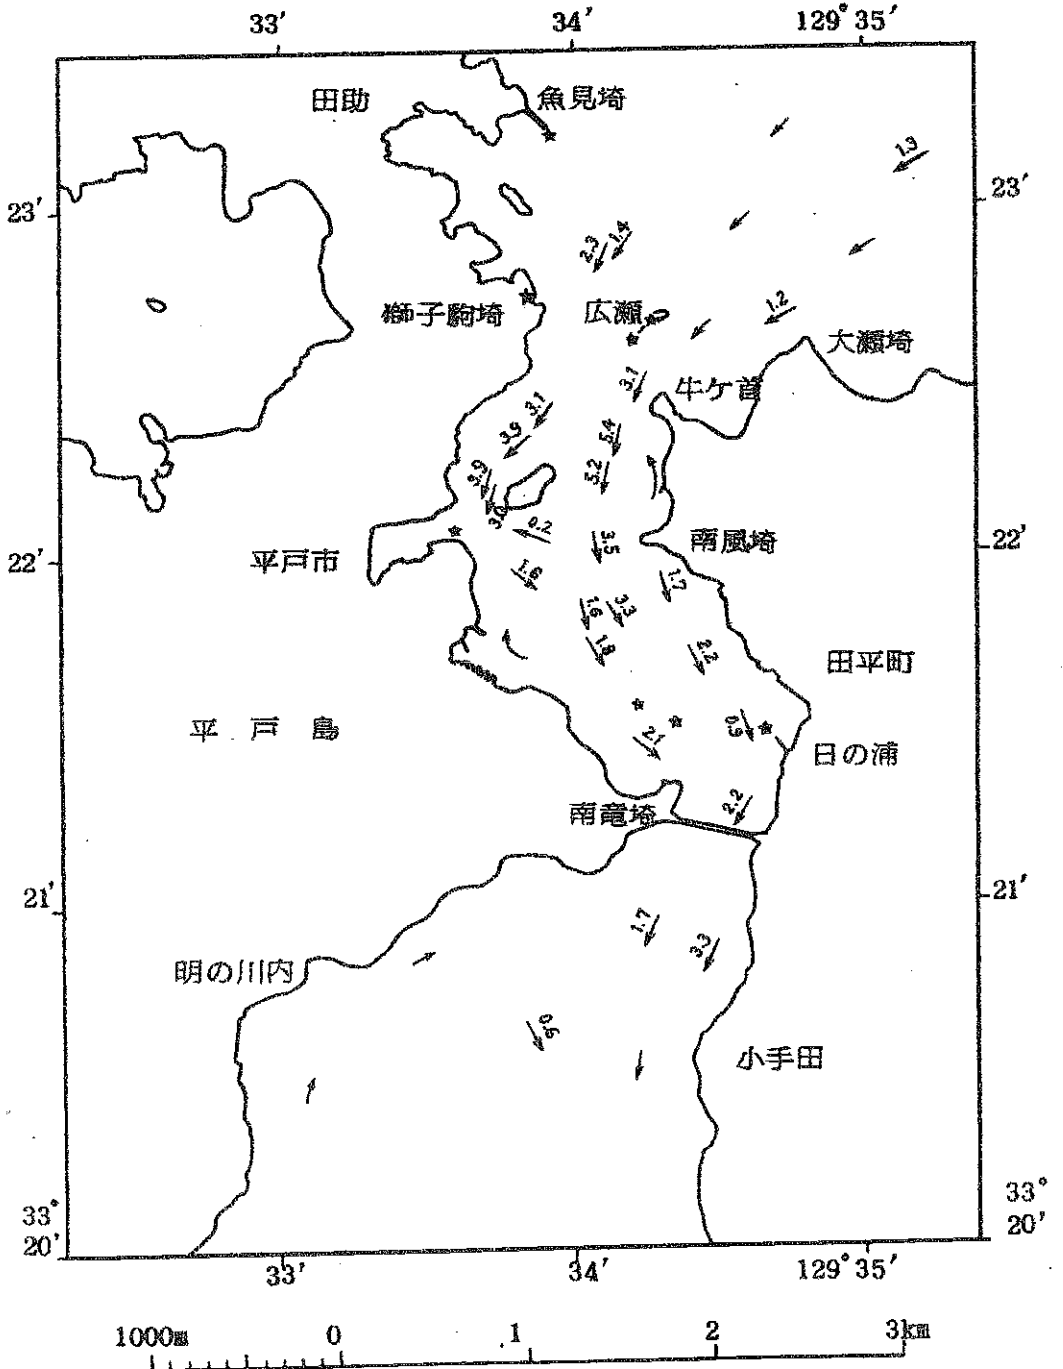 33′ 34′ 129°35′
田助 魚見埼
1.3
23′ 23′
2.3 1.4
獅子駒埼 広瀬 1.2
大瀬埼
3.1 牛ケ首
3.1
3.9 5.4
3.9 5.2
3.0 0.2 3.5 南風埼
22′ 平戸市 22′
1.6 1.7
1.6 3.3
1.8 2.2 田平町
平戸島 2.1 0.9 日の浦
南竜埼 2.2
21′ 21′
1.7 3.3
明の川内
小手田
33° 33°
20′ 20′
33′ 34′ 129°35′
1000m 0 1 2 3km